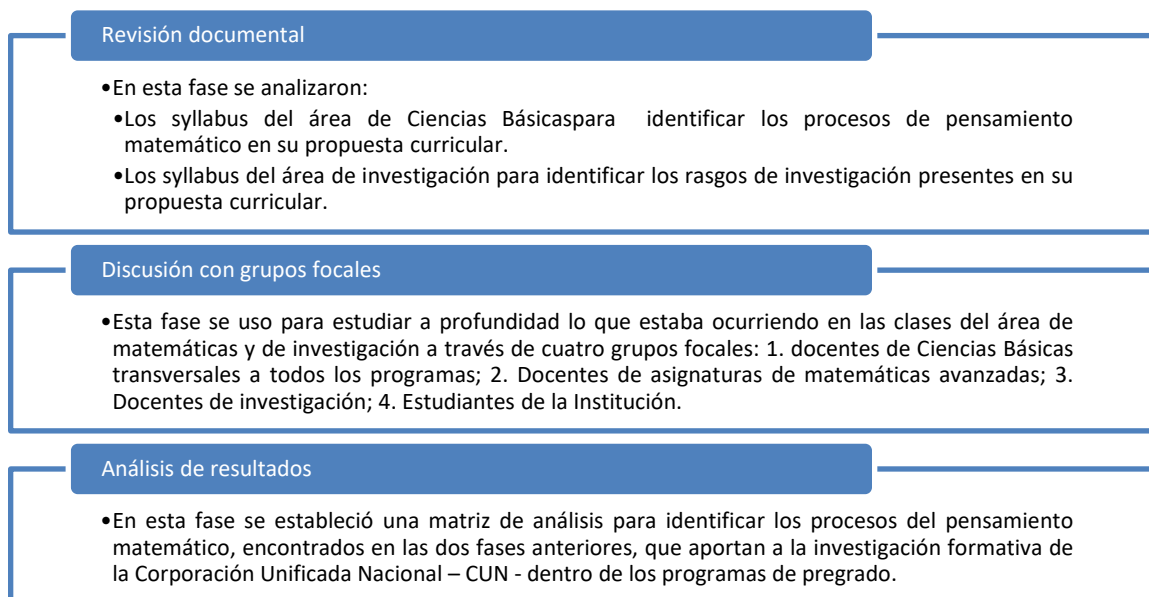 Revisión documental
•En esta fase se analizaron:
•Los syllabus del área de Ciencias Básicaspara identificar los procesos de pensamiento
matemático en su propuesta curricular.
•Los syllabus del área de investigación para identificar los rasgos de investigación presentes en su
propuesta curricular.
Discusión con grupos focales
•Esta fase se uso para estudiar a profundidad lo que estaba ocurriendo en las clases del área de
matemáticas y de investigación a través de cuatro grupos focales: 1. docentes de Ciencias Básicas
transversales a todos los programas; 2. Docentes de asignaturas de matemáticas avanzadas; 3.
Docentes de investigación; 4. Estudiantes de la Institución.
Análisis de resultados
•En esta fase se estableció una matriz de análisis para identificar los procesos del pensamiento
matemático, encontrados en las dos fases anteriores, que aportan a la investigación formativa de
la Corporación Unificada Nacional – CUN - dentro de los programas de pregrado.